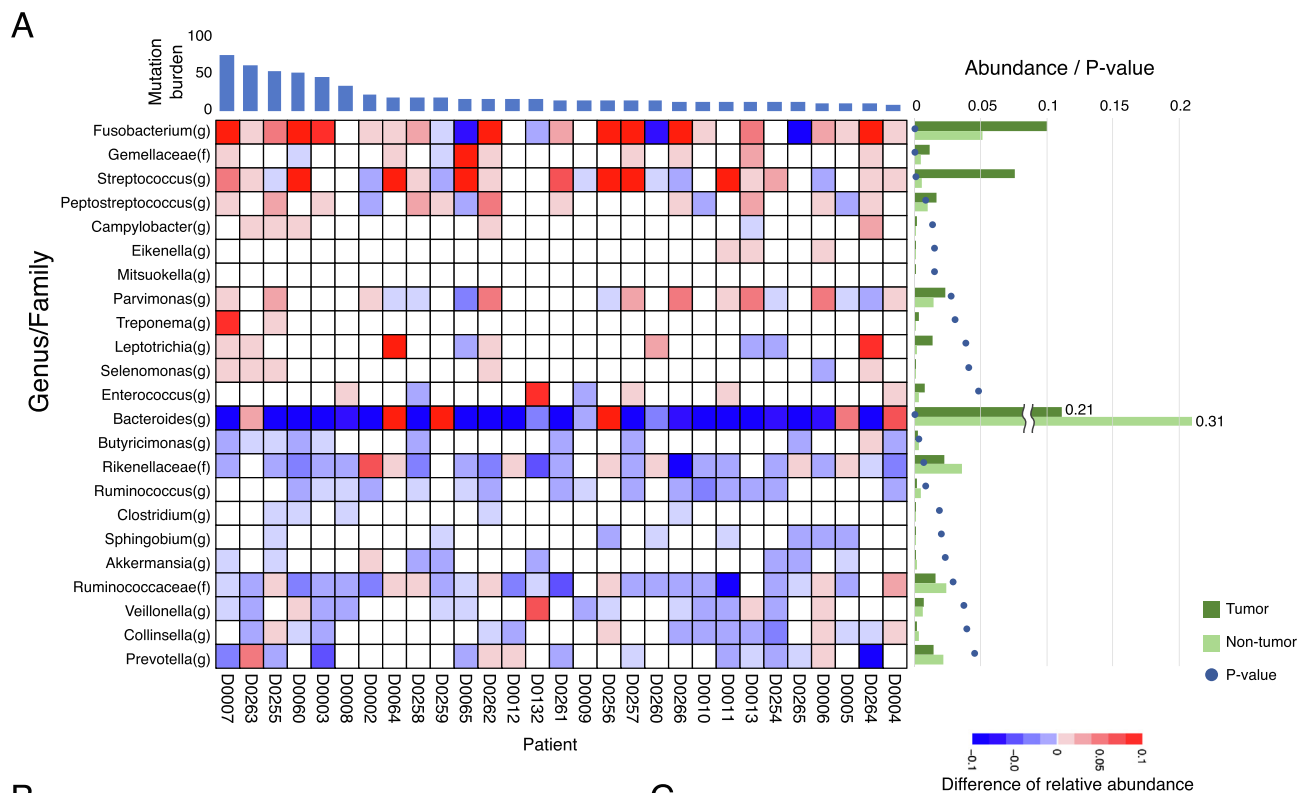 A
Mutation
burden
100
50
0
Abundance / P-value
0 0.05 0.1 0.15 0.2
Genus/Family
Fusobacterium(g)
Gemellaceae(f)
Streptococcus(g)
Peptostreptococcus(g)
Campylobacter(g)
Eikenella(g)
Mitsuokella(g)
Parvimonas(g)
Treponema(g)
Leptotrichia(g)
Selenomonas(g)
Enterococcus(g)
Bacteroides(g)
0.21
0.31
Butyricimonas(g)
Rikenellaceae(f)
Ruminococcus(g)
Clostridium(g)
Sphingobium(g)
Akkermansia(g)
Ruminococcaceae(f)
Veillonella(g)
Collinsella(g)
Prevotella(g)
Tumor
Non-tumor
P-value
D0007 D0263 D0255 D0060 D0003 D0008 D0002 D0064 D0258 D0259 D0065 D0262 D0012 D0132 D0261 D0009 D0256 D0257 D0260 D0266 D0010 D0011 D0013 D0254 D0265 D0006 D0005 D0264 D0004
Patient
-0.1 -0.0 0 0.05 0.1
Difference of relative abundance